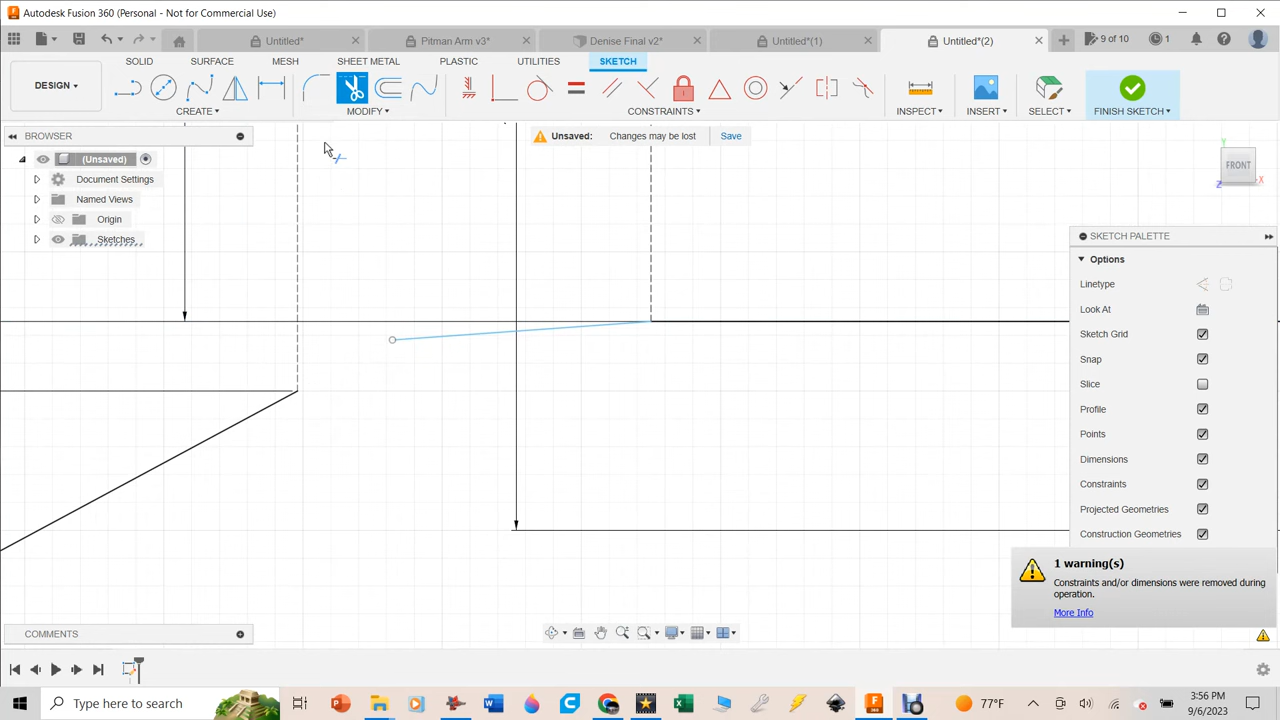 Autodesk Fusion 360 (Personal - Not for Commercial Use)
Untitled*
Pitman Arm v3*
Denise Final v2*
Untitled*(1)
Untitled*(2)
9 of 10
1
DESIGN
SOLID
SURFACE
MESH
SHEET METAL
PLASTIC
UTILITIES
SKETCH
CREATE
MODIFY
CONSTRAINTS
INSPECT
INSERT
SELECT
FINISH SKETCH
BROWSER
Unsaved: Changes may be lost
Save
(Unsaved)
Document Settings
Named Views
Origin
Sketches
FRONT
Y
X
Z
SKETCH PALETTE
Options
Linetype
Look At
Sketch Grid
Snap
Slice
Profile
Points
Dimensions
Constraints
Projected Geometries
Construction Geometries
1 warning(s)
Constraints and/or dimensions were removed during
operation.
More Info
COMMENTS
Type here to search
77°F
3:56 PM
9/6/2023